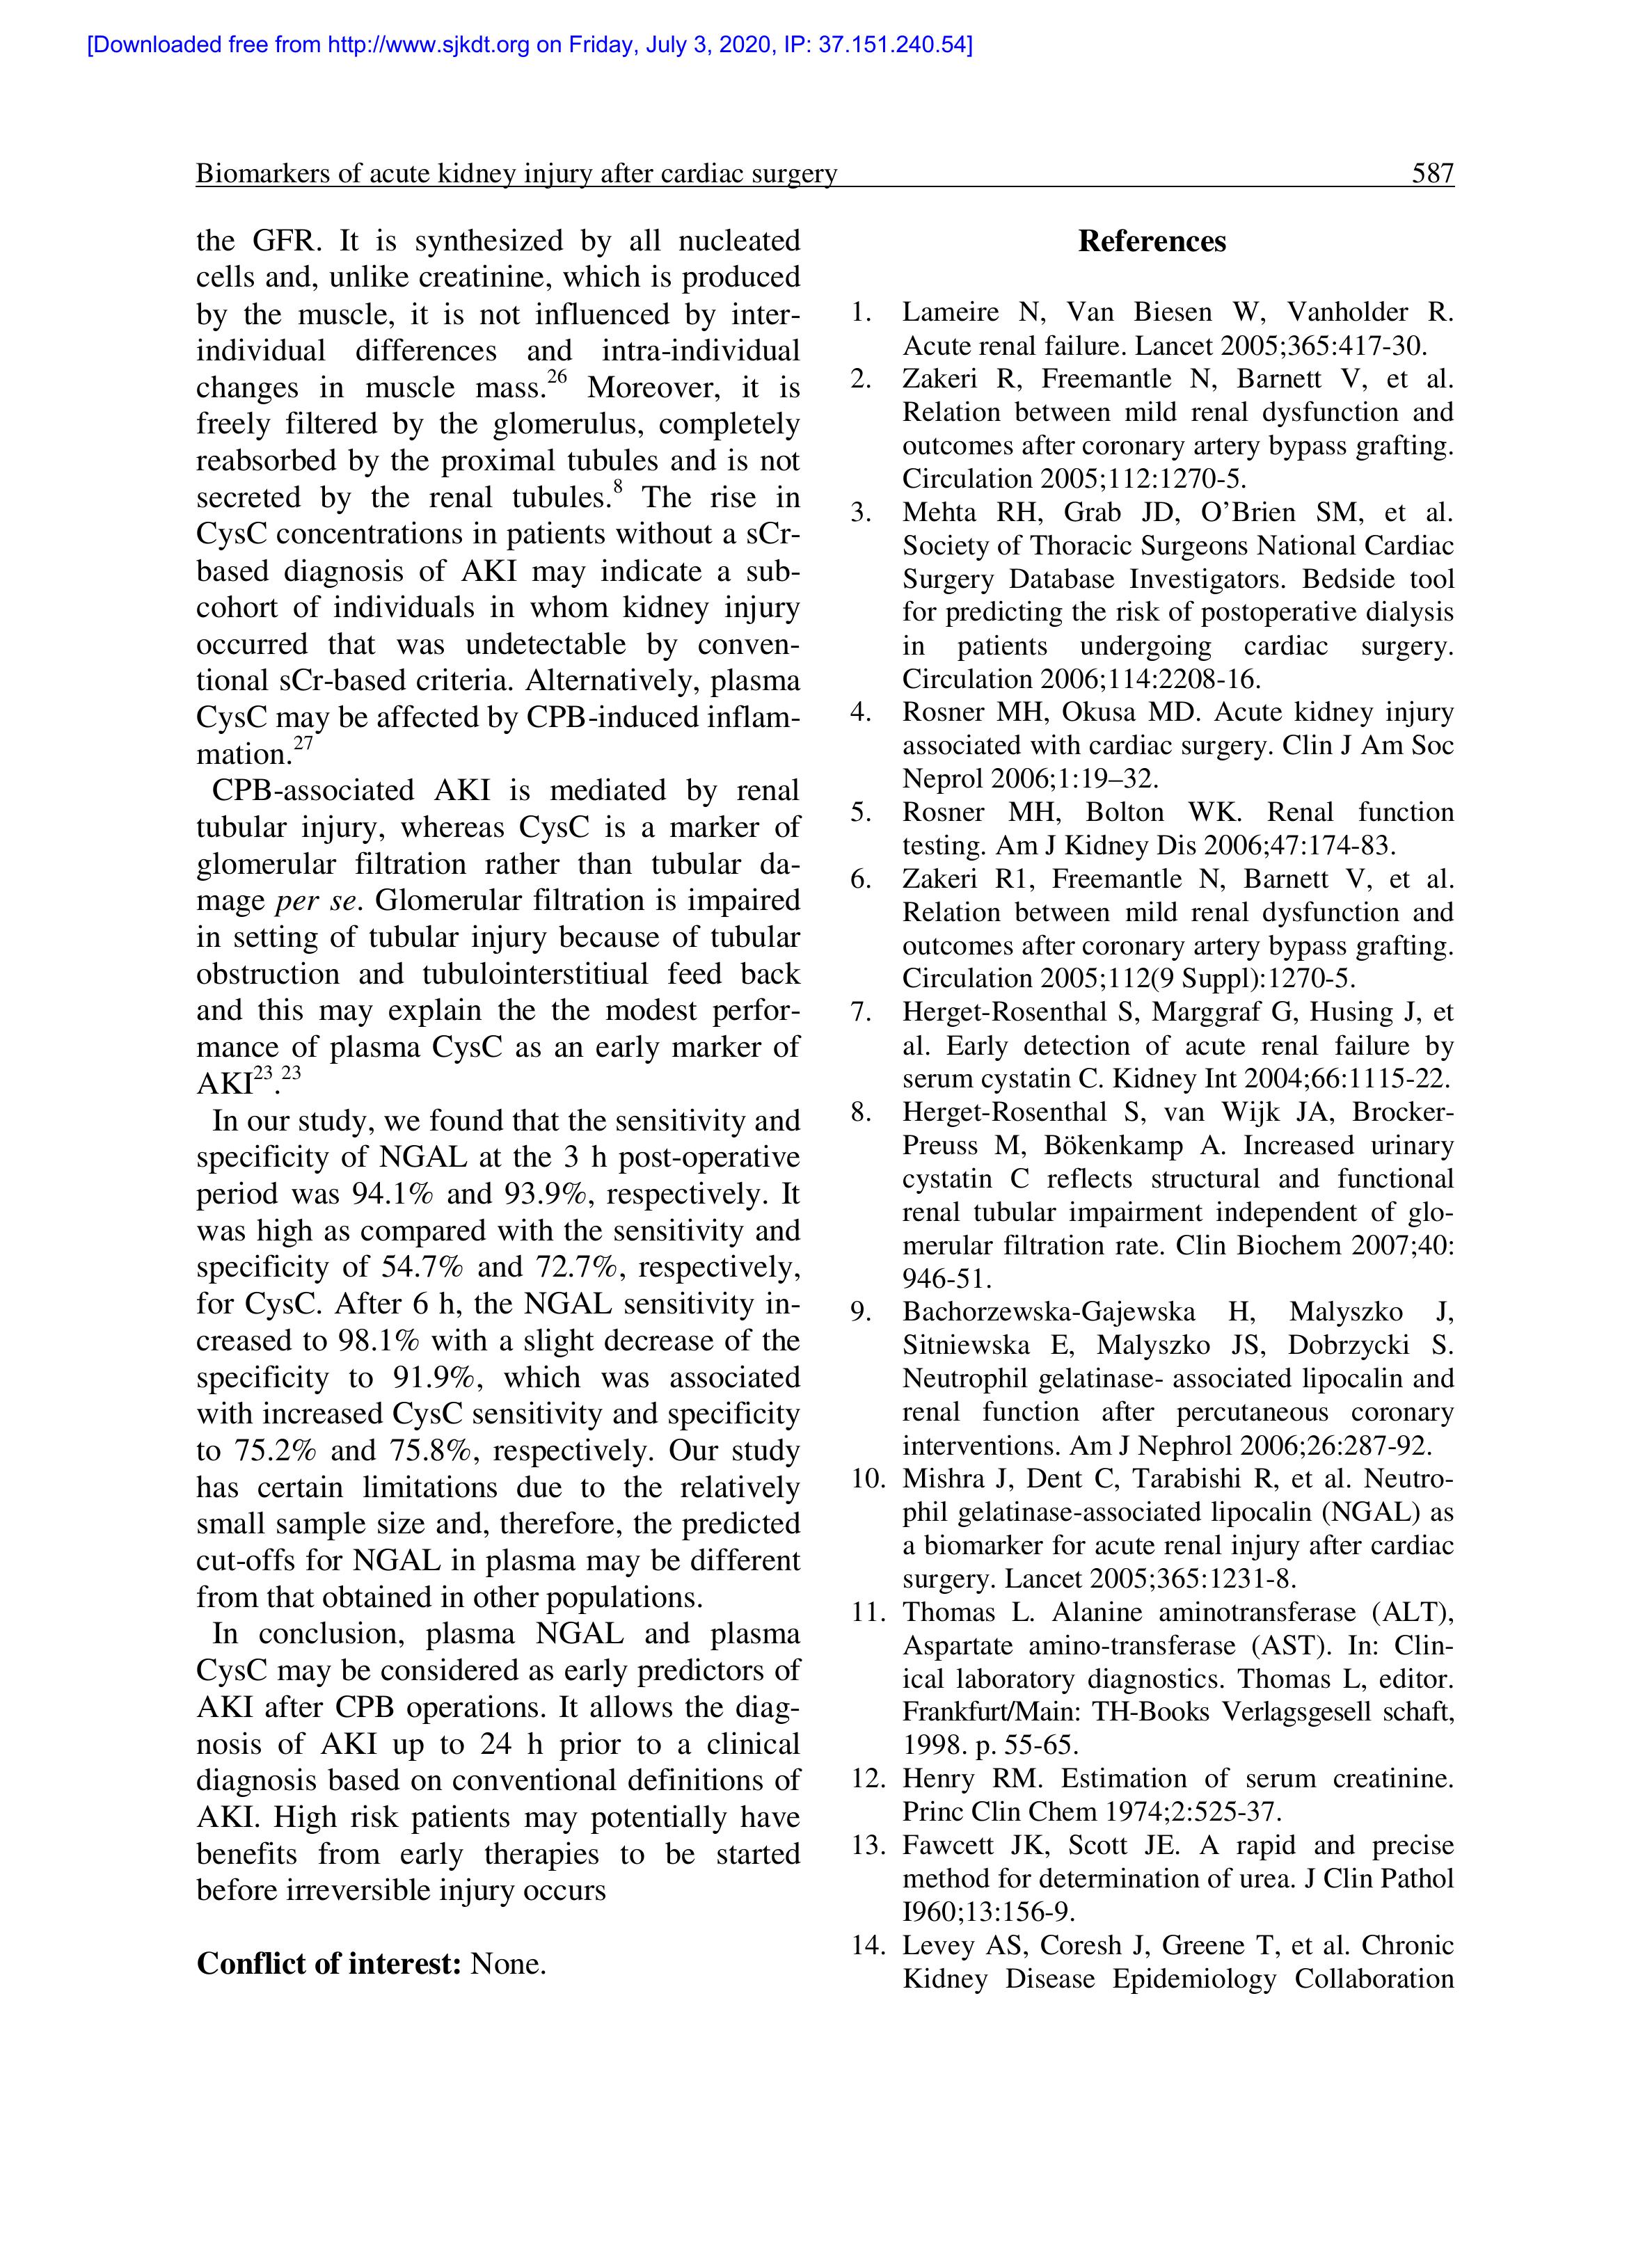 [Downloaded free from http://www.sjkdt.org on Friday, July 3, 2020, IP: 37.151.240.54]
Biomarkers of acute kidney injury after cardiac surgery 587
the GFR. It is synthesized by all nucleated
cells and, unlike creatinine, which is produced
by the muscle, it is not influenced by inter-
individual differences and intra-individual
changes in muscle mass.26 Moreover, it is
freely filtered by the glomerulus, completely
reabsorbed by the proximal tubules and is not
secreted by the renal tubules.8 The rise in
CysC concentrations in patients without a sCr-
based diagnosis of AKI may indicate a sub-
cohort of individuals in whom kidney injury
occurred that was undetectable by conven-
tional sCr-based criteria. Alternatively, plasma
CysC may be affected by CPB-induced inflam-
mation.27
CPB-associated AKI is mediated by renal
tubular injury, whereas CysC is a marker of
glomerular filtration rather than tubular da-
mage per se. Glomerular filtration is impaired
in setting of tubular injury because of tubular
obstruction and tubulointerstitiual feed back
and this may explain the the modest perfor-
mance of plasma CysC as an early marker of
AKI23.23
In our study, we found that the sensitivity and
specificity of NGAL at the 3 h post-operative
period was 94.1% and 93.9%, respectively. It
was high as compared with the sensitivity and
specificity of 54.7% and 72.7%, respectively,
for CysC. After 6 h, the NGAL sensitivity in-
creased to 98.1% with a slight decrease of the
specificity to 91.9%, which was associated
with increased CysC sensitivity and specificity
to 75.2% and 75.8%, respectively. Our study
has certain limitations due to the relatively
small sample size and, therefore, the predicted
cut-offs for NGAL in plasma may be different
from that obtained in other populations.
In conclusion, plasma NGAL and plasma
CysC may be considered as early predictors of
AKI after CPB operations. It allows the diag-
nosis of AKI up to 24 h prior to a clinical
diagnosis based on conventional definitions of
AKI. High risk patients may potentially have
benefits from early therapies to be started
before irreversible injury occurs
Conflict of interest: None.
References
1. Lameire N, Van Biesen W, Vanholder R.
Acute renal failure. Lancet 2005;365:417-30.
2. Zakeri R, Freemantle N, Barnett V, et al.
Relation between mild renal dysfunction and
outcomes after coronary artery bypass grafting.
Circulation 2005;112:1270-5.
3. Mehta RH, Grab JD, O’Brien SM, et al.
Society of Thoracic Surgeons National Cardiac
Surgery Database Investigators. Bedside tool
for predicting the risk of postoperative dialysis
in patients undergoing cardiac surgery.
Circulation 2006;114:2208-16.
4. Rosner MH, Okusa MD. Acute kidney injury
associated with cardiac surgery. Clin J Am Soc
Neprol 2006;1:19–32.
5. Rosner MH, Bolton WK. Renal function
testing. Am J Kidney Dis 2006;47:174-83.
6. Zakeri R1, Freemantle N, Barnett V, et al.
Relation between mild renal dysfunction and
outcomes after coronary artery bypass grafting.
Circulation 2005;112(9 Suppl):1270-5.
7. Herget-Rosenthal S, Marggraf G, Husing J, et
al. Early detection of acute renal failure by
serum cystatin C. Kidney Int 2004;66:1115-22.
8. Herget-Rosenthal S, van Wijk JA, Brocker-
Preuss M, Bökenkamp A. Increased urinary
cystatin C reflects structural and functional
renal tubular impairment independent of glo-
merular filtration rate. Clin Biochem 2007;40:
946-51.
9. Bachorzewska-Gajewska H, Malyszko J,
Sitniewska E, Malyszko JS, Dobrzycki S.
Neutrophil gelatinase- associated lipocalin and
renal function after percutaneous coronary
interventions. Am J Nephrol 2006;26:287-92.
10. Mishra J, Dent C, Tarabishi R, et al. Neutro-
phil gelatinase-associated lipocalin (NGAL) as
a biomarker for acute renal injury after cardiac
surgery. Lancet 2005;365:1231-8.
11. Thomas L. Alanine aminotransferase (ALT),
Aspartate amino-transferase (AST). In: Clin-
ical laboratory diagnostics. Thomas L, editor.
Frankfurt/Main: TH-Books Verlagsgesell schaft,
1998. p. 55-65.
12. Henry RM. Estimation of serum creatinine.
Princ Clin Chem 1974;2:525-37.
13. Fawcett JK, Scott JE. A rapid and precise
method for determination of urea. J Clin Pathol
I960;13:156-9.
14. Levey AS, Coresh J, Greene T, et al. Chronic
Kidney Disease Epidemiology Collaboration